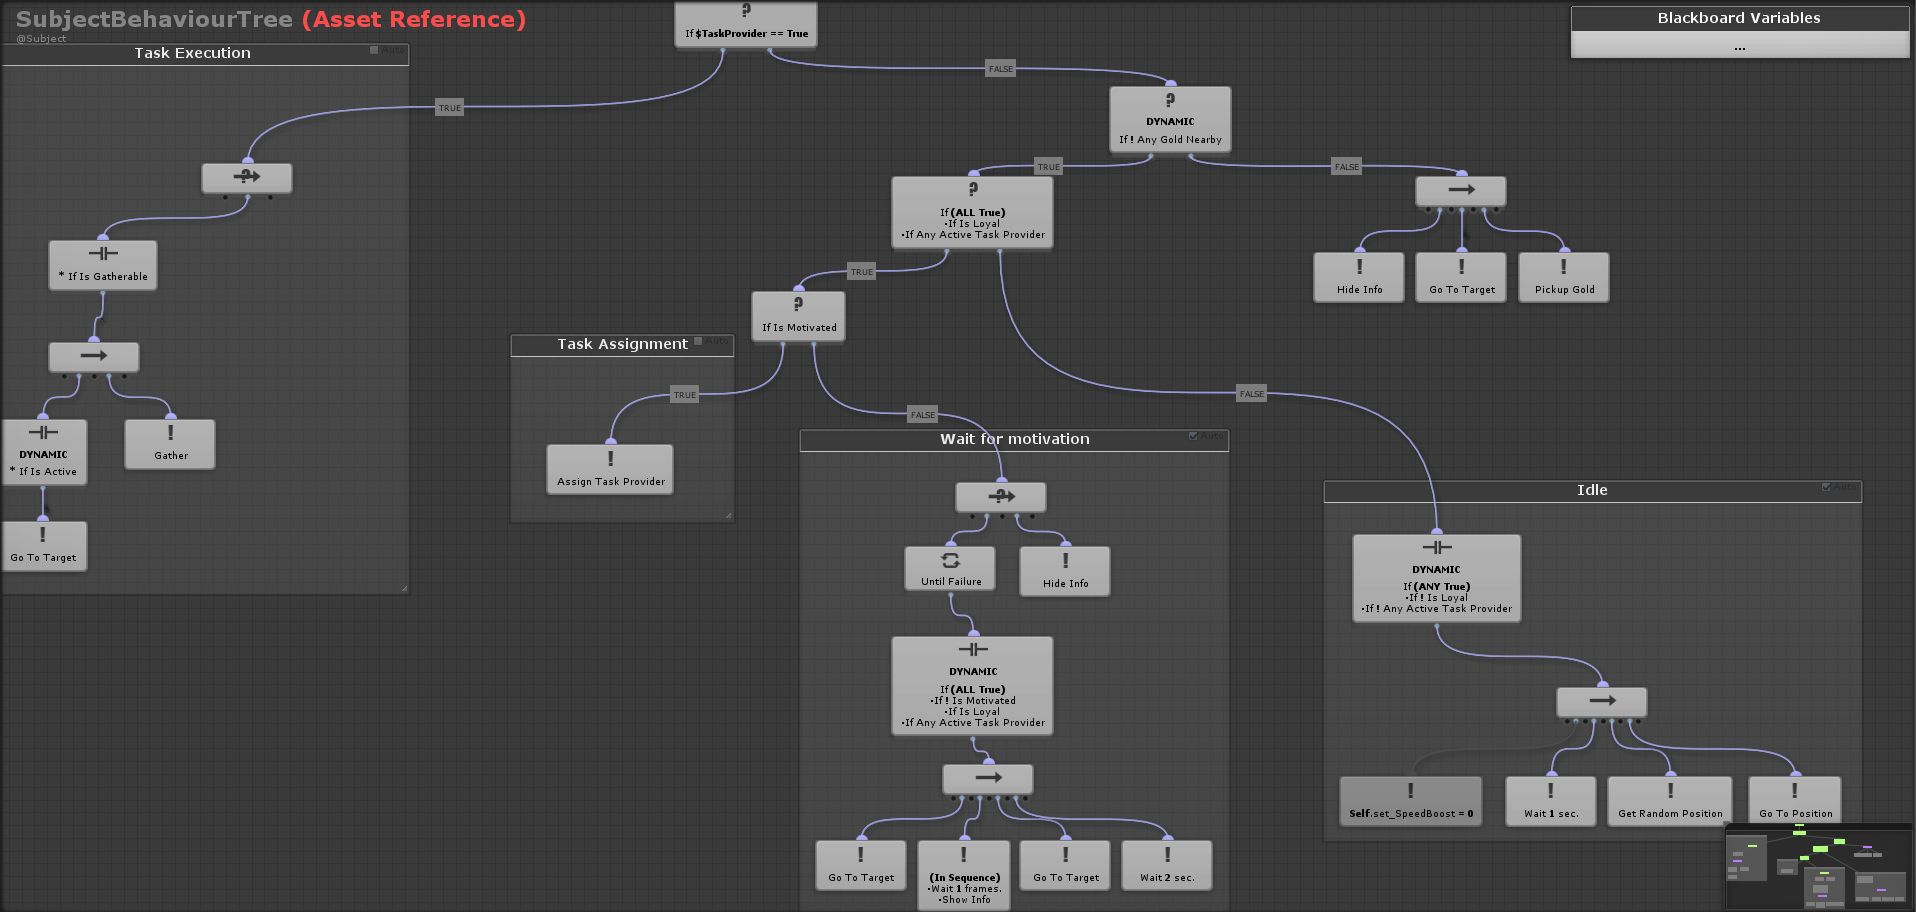 SubjectBehaviourTree (Asset Reference)
@Subject
Blackboard Variables
...
?
If $TaskProvider == True
TRUE
FALSE
Task Execution
Auto
?
* If Is Gatherable
!
Gather
DYNAMIC
* If Is Active
!
Go To Target
?
DYNAMIC
If ! Any Gold Nearby
TRUE
FALSE
?
If (ALL True)
•If Is Loyal
•If Any Active Task Provider
!
Hide Info
!
Go To Target
!
Pickup Gold
TRUE
FALSE
?
If Is Motivated
TRUE
FALSE
Task Assignment
Auto
!
Assign Task Provider
Wait for motivation
Auto
?
Until Failure
!
Hide Info
DYNAMIC
If (ALL True)
•If ! Is Motivated
•If Is Loyal
•If Any Active Task Provider
!
Go To Target
!
(In Sequence)
•Wait 1 frames.
•Show Info
!
Go To Target
!
Wait 2 sec.
Idle
Auto
DYNAMIC
If (ANY True)
•If ! Is Loyal
•If ! Any Active Task Provider
!
Self.set_SpeedBoost = 0
!
Wait 1 sec.
!
Get Random Position
!
Go To Position